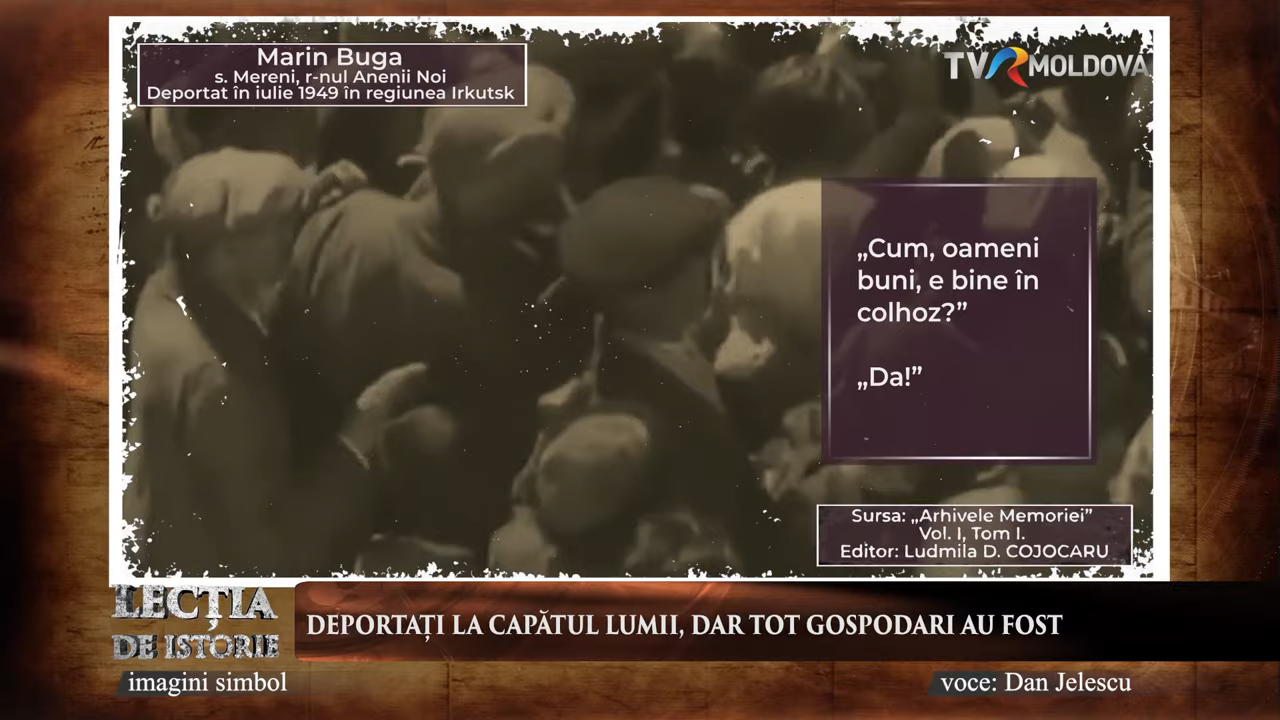 Marin Buga
s. Mereni, r-nul Anenii Noi
Deportat în iulie 1949 în regiunea Irkutsk
TVR MOLDOVA
„Cum, oameni
buni, e bine în
colhoz?”
„Da!”
Sursa: „Arhivele Memoriei”
Vol. I, Tom I.
Editor: Ludmila D. COJOCARU
LECȚIA
DE ISTORIE
DEPORTAȚI LA CAPĂTUL LUMII, DAR TOT GOSPODARI AU FOST
imagini simbol
voce: Dan Jelescu